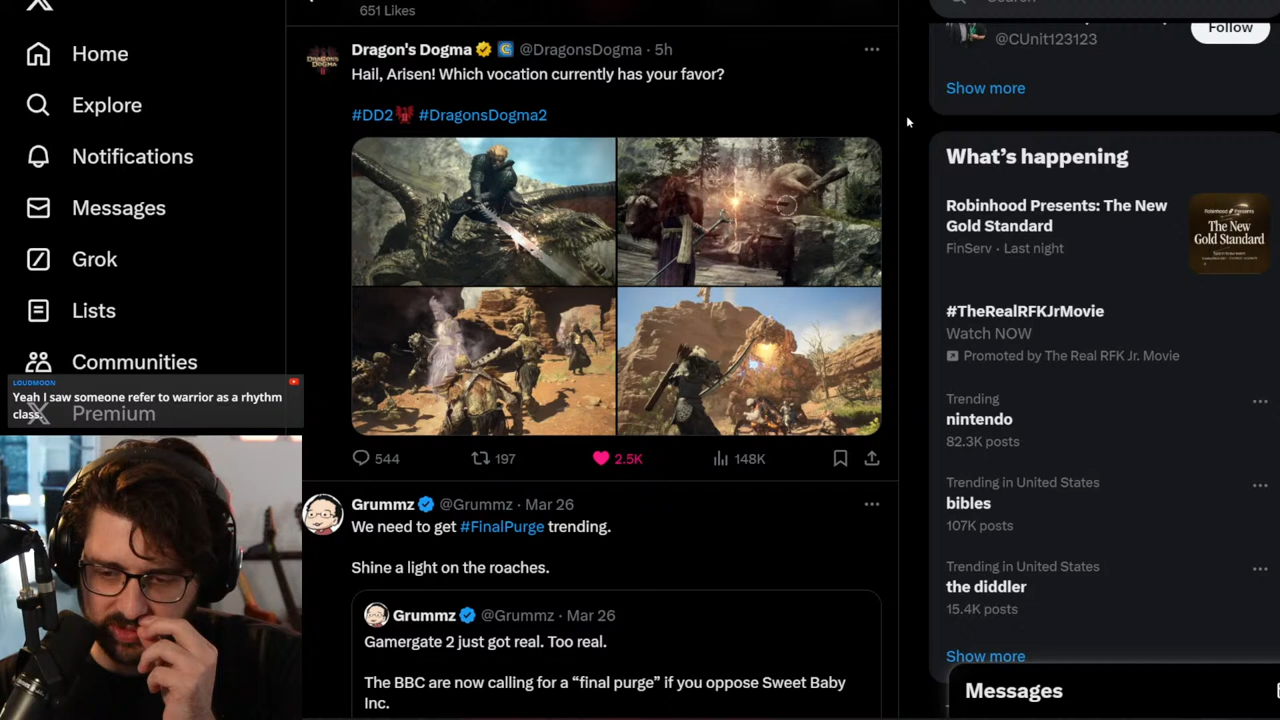 651 Likes
Dragon's Dogma @DragonsDogma · 5h
Hail, Arisen! Which vocation currently has your favor?
#DD2 #DragonsDogma2
544
197
2.5K
148K
Grummz @Grummz · Mar 26
We need to get #FinalPurge trending.
Shine a light on the roaches.
Grummz @Grummz · Mar 26
Gamergate 2 just got real. Too real.
The BBC are now calling for a “final purge” if you oppose Sweet Baby
Inc.
Home
Explore
Notifications
Messages
Grok
Lists
Communities
Premium
LOUDMOON
Yeah I saw someone refer to warrior as a rhythm
class.
Search
@CUnit123123
Follow
Show more
What’s happening
Robinhood Presents: The New
Gold Standard
FinServ · Last night
Robinhood Presents
The New
Gold Standard
#TheRealRFKJrMovie
Watch NOW
Promoted by The Real RFK Jr. Movie
Trending
nintendo
82.3K posts
Trending in United States
bibles
107K posts
Trending in United States
the diddler
15.4K posts
Show more
Messages